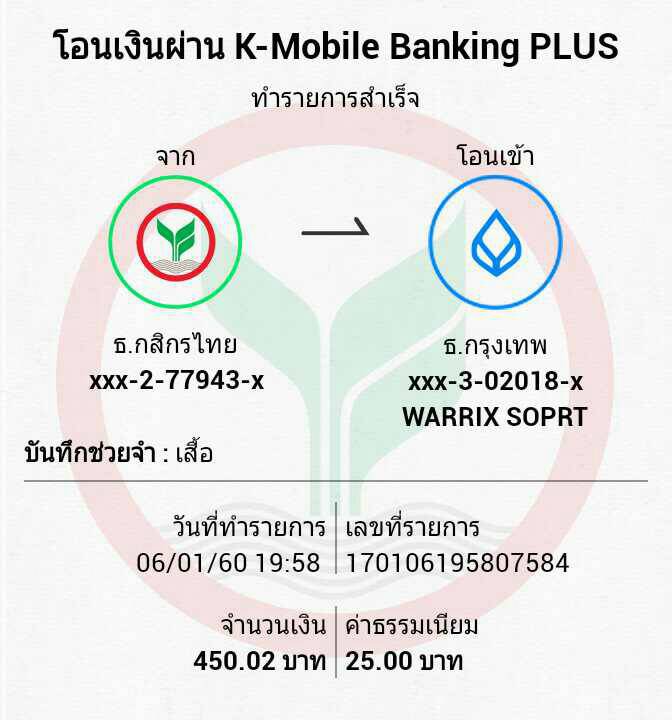 โอนเงินผ่าน K-Mobile Banking PLUS
ทำรายการสำเร็จ
จาก
โอนเข้า
ธ.กสิกรไทย
xxx-2-77943-x
ธ.กรุงเทพ
xxx-3-02018-x
WARRIX SOPRT
บันทึกช่วยจำ : เสื้อ
วันที่ทำรายการ
06/01/60 19:58
เลขที่รายการ
170106195807584
จำนวนเงิน
450.02 บาท
ค่าธรรมเนียม
25.00 บาท